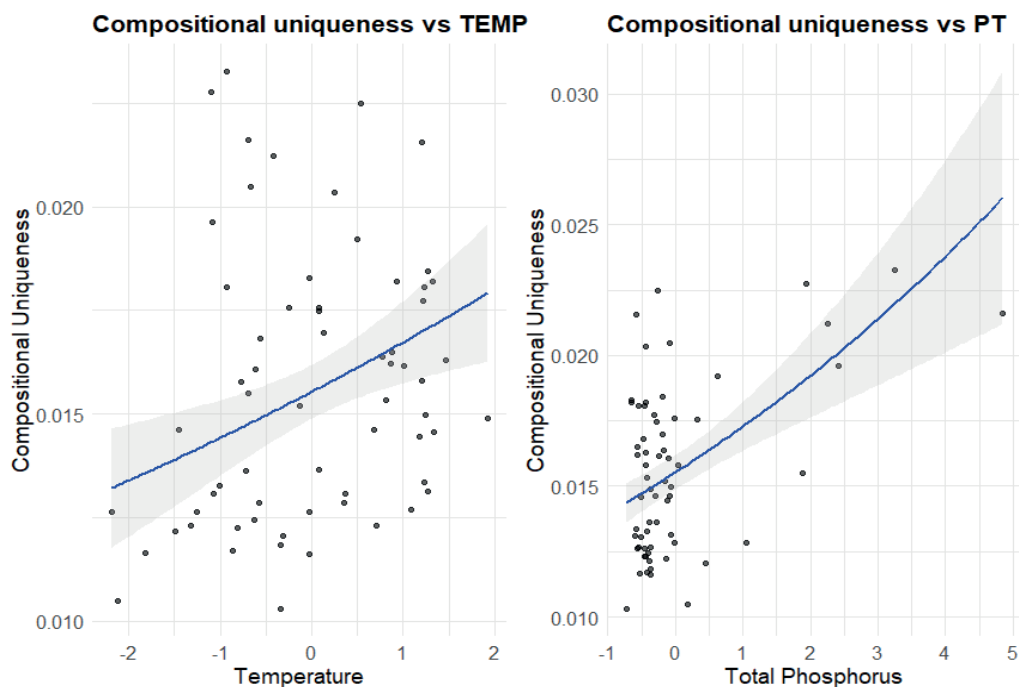 Compositional uniqueness vs TEMP
Compositional Uniqueness
0.020
0.015
0.010
-2 -1 0 1 2
Temperature
Compositional uniqueness vs PT
Compositional Uniqueness
0.030
0.025
0.020
0.015
0.010
-1 0 1 2 3 4 5
Total Phosphorus